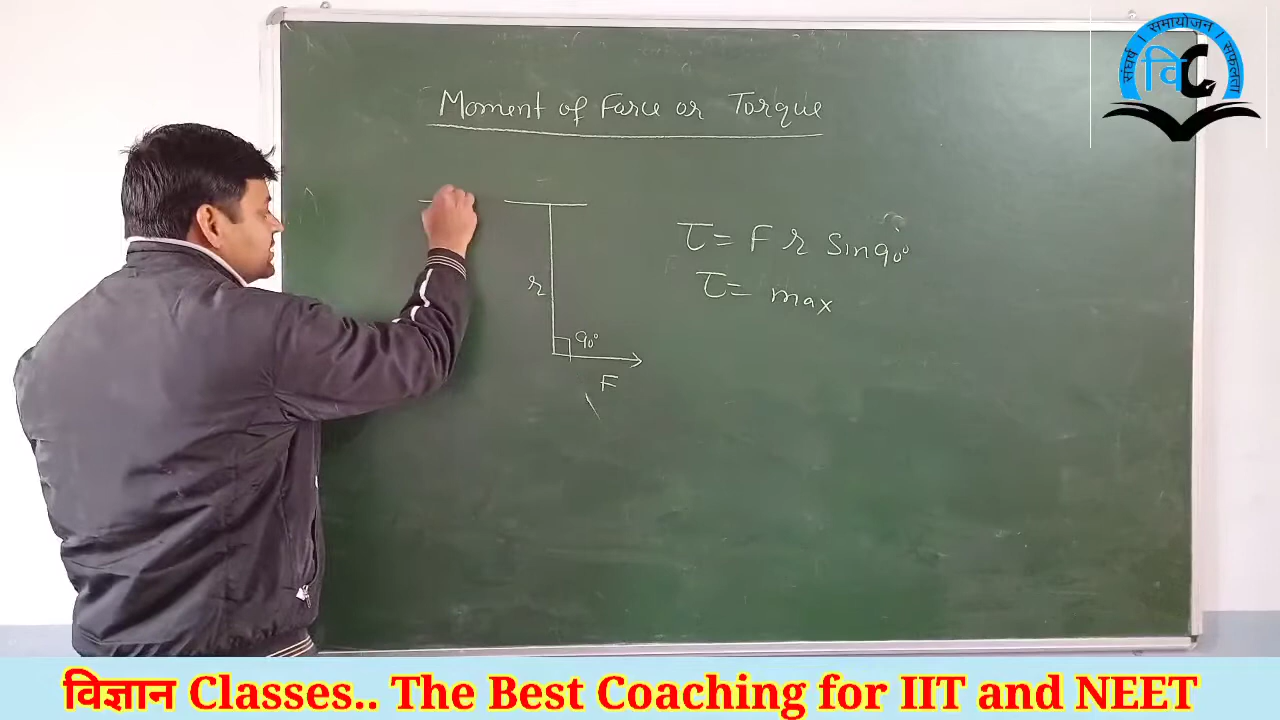 संघर्ष । समायोजन । सफलता
वि
Moment of Force or Torque
τ = F r Sin90°
τ = max
r
90°
F
विज्ञान Classes.. The Best Coaching for IIT and NEET